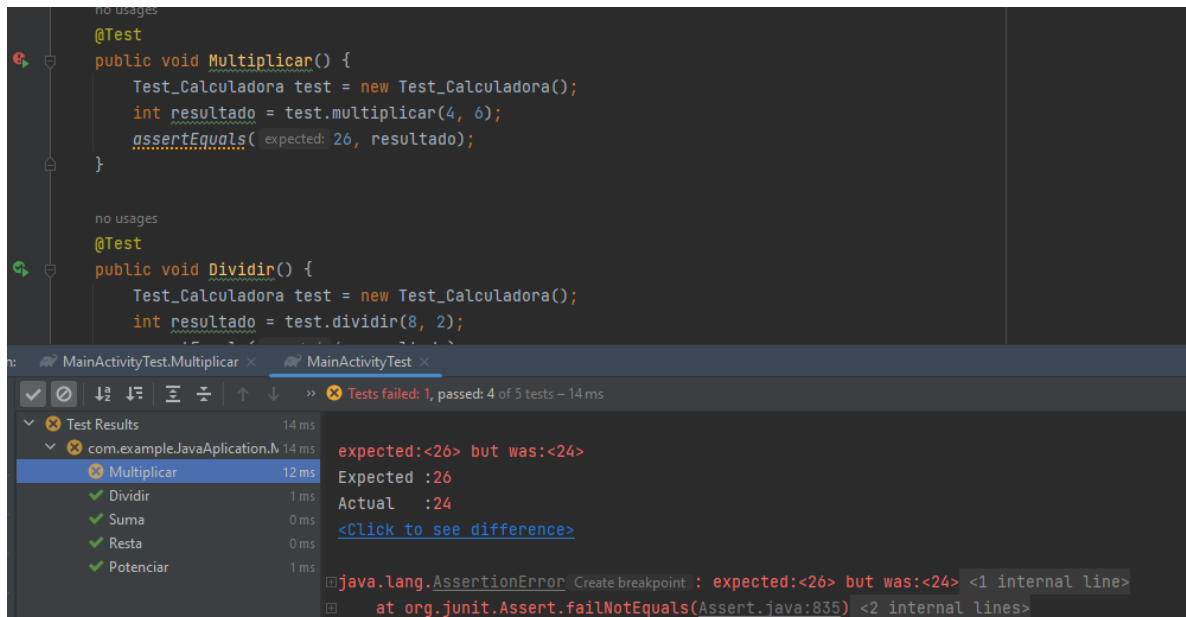 no usages
@Test
public void Multiplicar() {
Test_Calculadora test = new Test_Calculadora();
int resultado = test.multiplicar(4, 6);
assertEquals( expected: 26, resultado);
}
no usages
@Test
public void Dividir() {
Test_Calculadora test = new Test_Calculadora();
int resultado = test.dividir(8, 2);
MainActivityTest.Multiplicar ×
MainActivityTest ×
» Tests failed: 1, passed: 4 of 5 tests – 14 ms
Test Results 14 ms
com.example.JavaAplication.M 14 ms
Multiplicar 12 ms
Dividir 1 ms
Suma 0 ms
Resta 0 ms
Potenciar 1 ms
expected:<26> but was:<24>
Expected :26
Actual :24
<Click to see difference>
java.lang.AssertionError Create breakpoint : expected:<26> but was:<24> <1 internal line>
at org.junit.Assert.failNotEquals(Assert.java:835) <2 internal lines>